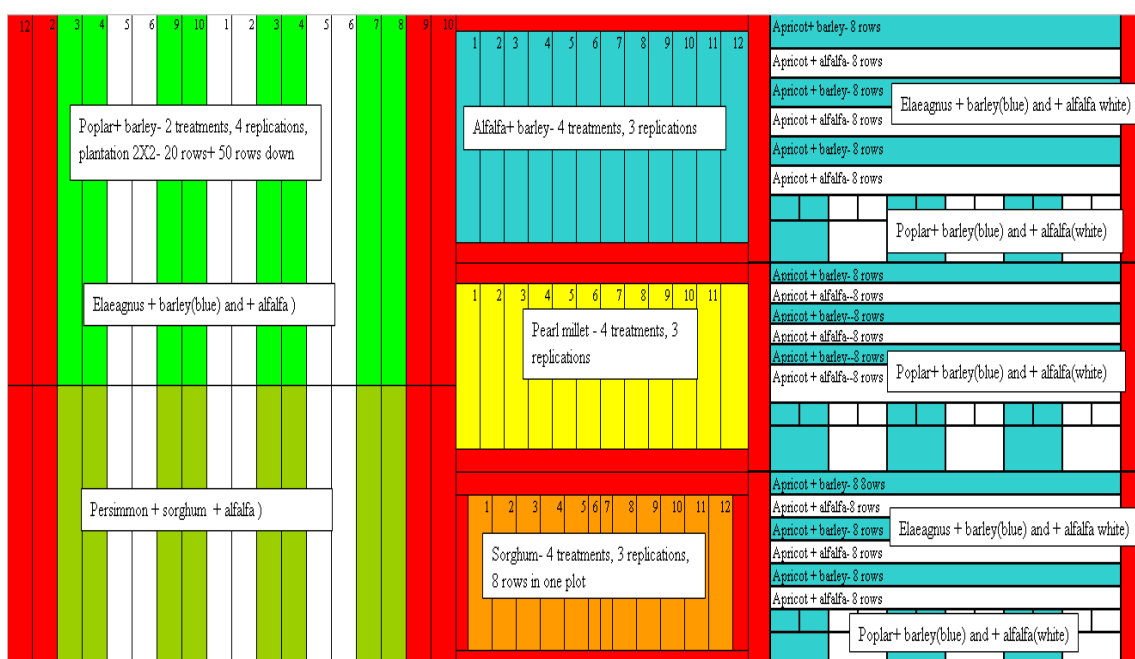 12 2 3 4 5 6 9 10 1 2 3 4 5 6 7 8 9 10
Poplar+ barley- 2 treatments, 4 replications,
plantation 2X2- 20 rows+ 50 rows down
Elaeagnus + barley(blue) and + alfalfa )
Persimmon + sorghum + alfalfa )
1 2 3 4 5 6 7 8 9 10 11 12
Alfalfa+ barley- 4 treatments, 3 replications
1 2 3 4 5 6 7 8 9 10 11
Pearl millet - 4 treatments, 3
replications
1 2 3 4 5 6 7 8 9 10 11 12
Sorghum- 4 treatments, 3 replications,
8 rows in one plot
Apricot+ barley- 8 rows
Apricot + alfalfa- 8 rows
Apricot + barley- 8 rows
Elaeagnus + barley(blue) and + alfalfa white)
Apricot + alfalfa- 8 rows
Apricot + barley- 8 rows
Apricot + alfalfa- 8 rows
Poplar+ barley(blue) and + alfalfa(white)
Apricot + barley- 8 rows
Apricot + alfalfa--8 rows
Apricot + barley--8 rows
Apricot + alfalfa--8 rows
Apricot + barley--8 rows
Poplar+ barley(blue) and + alfalfa(white)
Apricot + alfalfa--8 rows
Apricot + barley- 8 8ows
Apricot + alfalfa-8 rows
Elaeagnus + barley(blue) and + alfalfa white)
Apricot + barley- 8 rows
Apricot + alfalfa- 8 rows
Apricot + barley- 8 rows
Apricot + alfalfa- 8 rows
Poplar+ barley(blue) and + alfalfa(white)